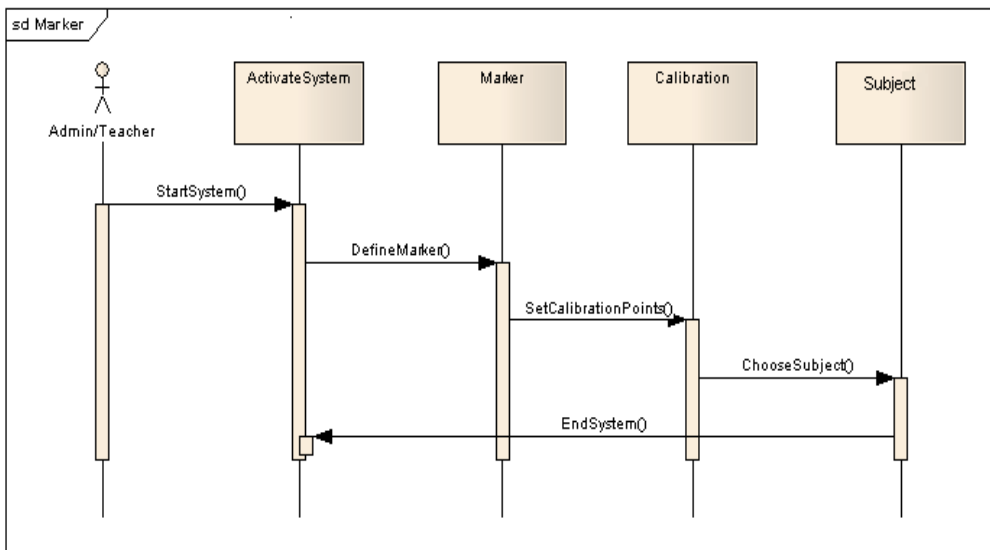 sd Marker
ActivateSystem
Marker
Calibration
Subject
Admin/Teacher
StartSystem()
DefineMarker()
SetCalibrationPoints()
ChooseSubject()
EndSystem()